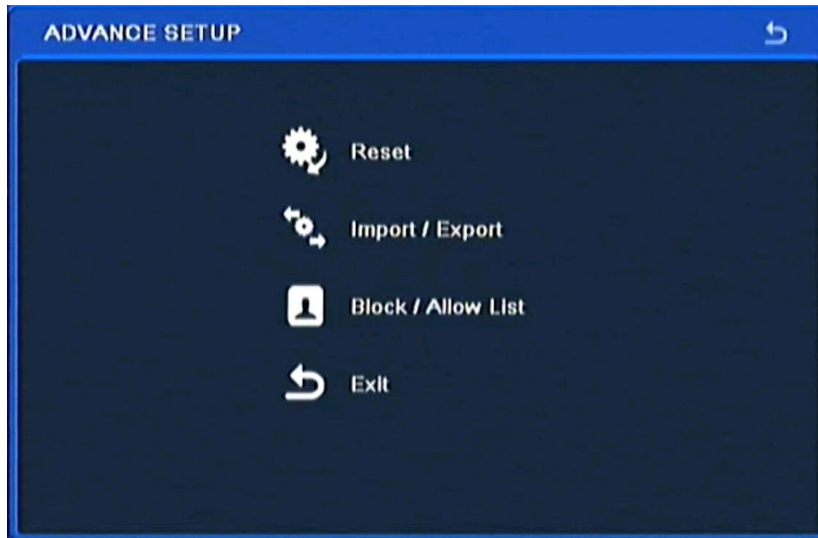 ADVANCE SETUP
Reset
Import / Export
Block / Allow List
Exit